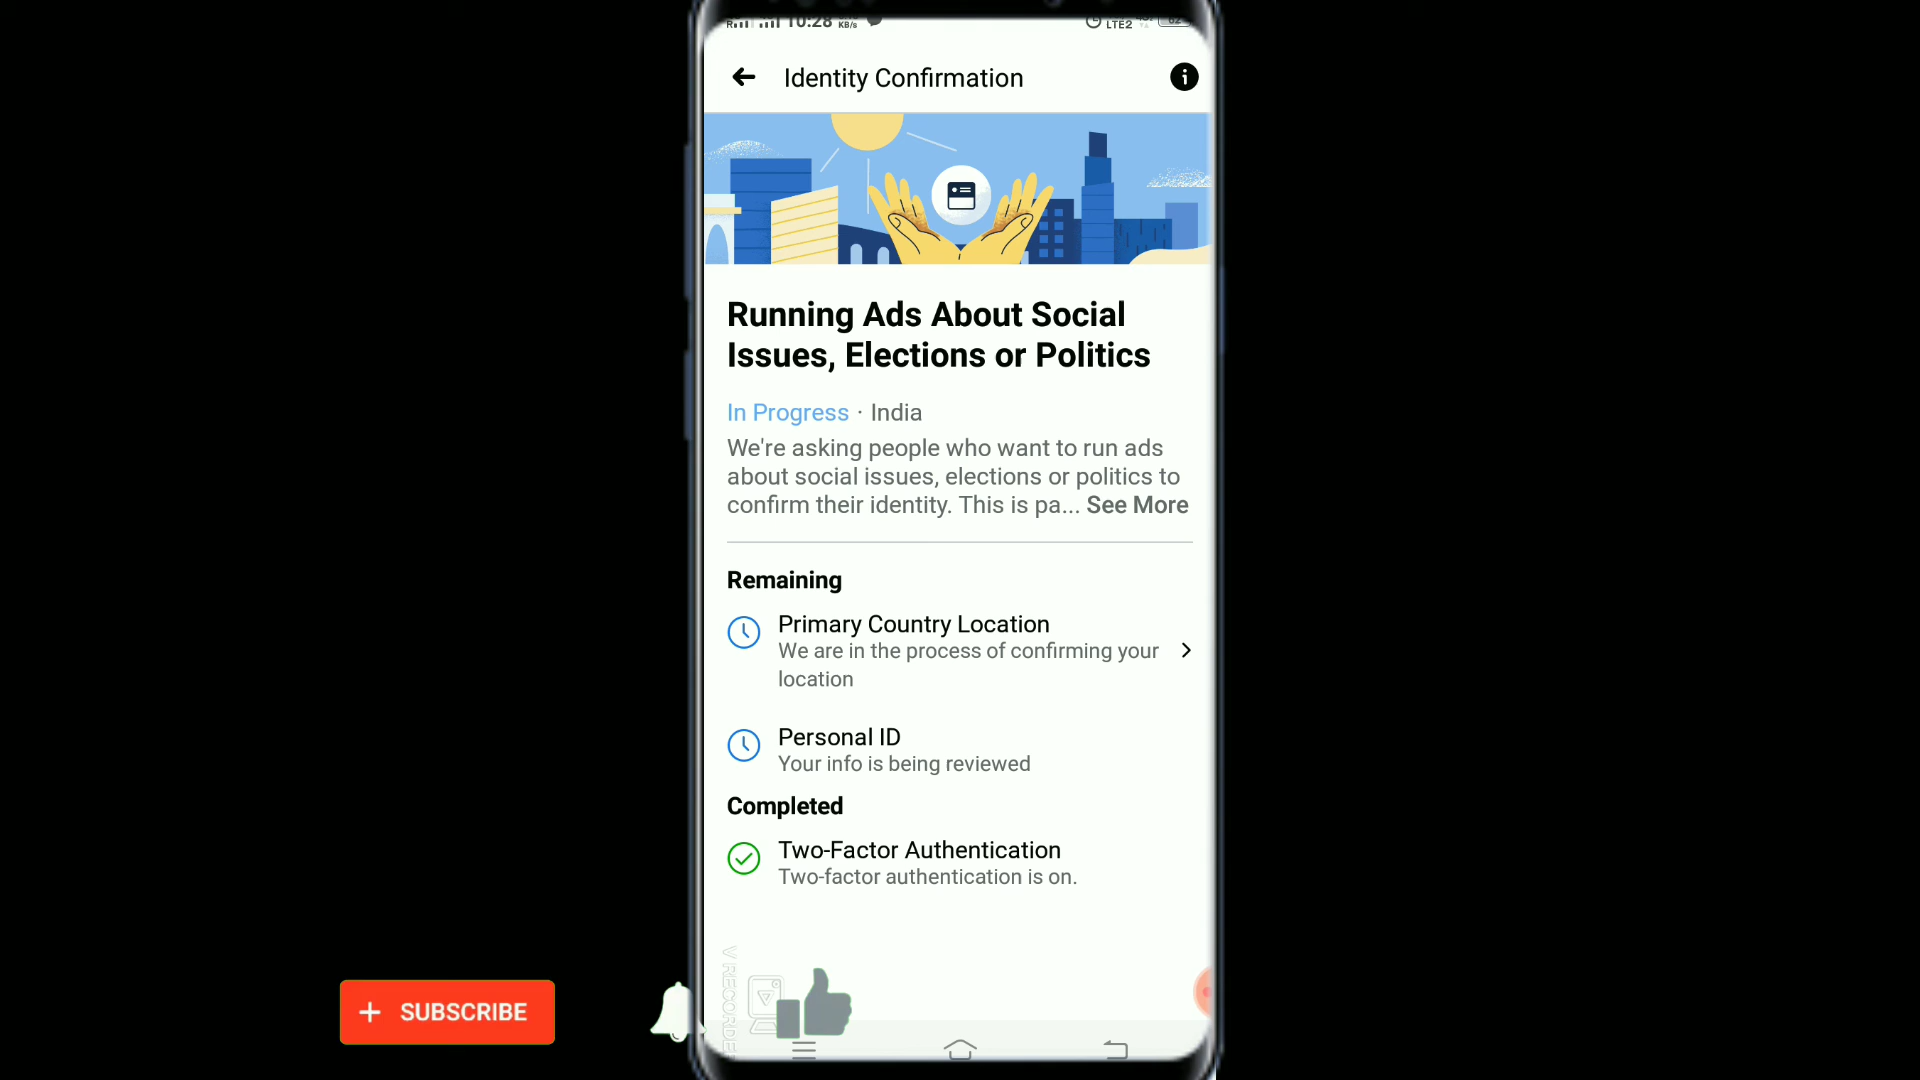 10:28 KB/s LTE2
Identity Confirmation
Running Ads About Social
Issues, Elections or Politics
In Progress · India
We're asking people who want to run ads
about social issues, elections or politics to
confirm their identity. This is pa... See More
Remaining
Primary Country Location
We are in the process of confirming your
location
Personal ID
Your info is being reviewed
Completed
Two-Factor Authentication
Two-factor authentication is on.
V RECORDER
+ SUBSCRIBE